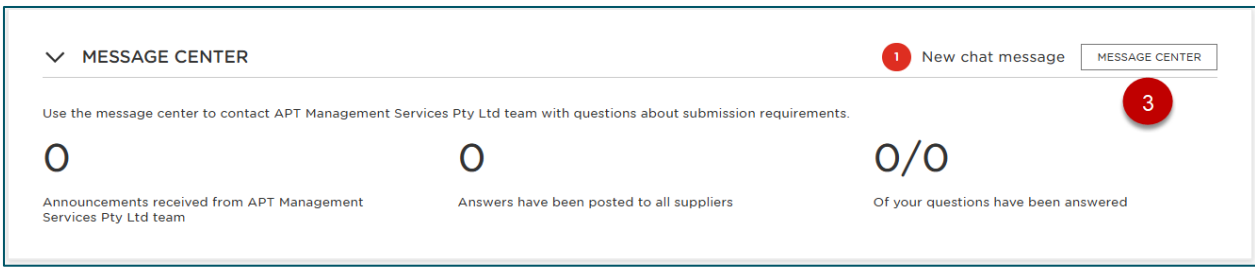 MESSAGE CENTER
1 New chat message
MESSAGE CENTER
3
Use the message center to contact APT Management Services Pty Ltd team with questions about submission requirements.
0
Announcements received from APT Management
Services Pty Ltd team
0
Answers have been posted to all suppliers
0/0
Of your questions have been answered